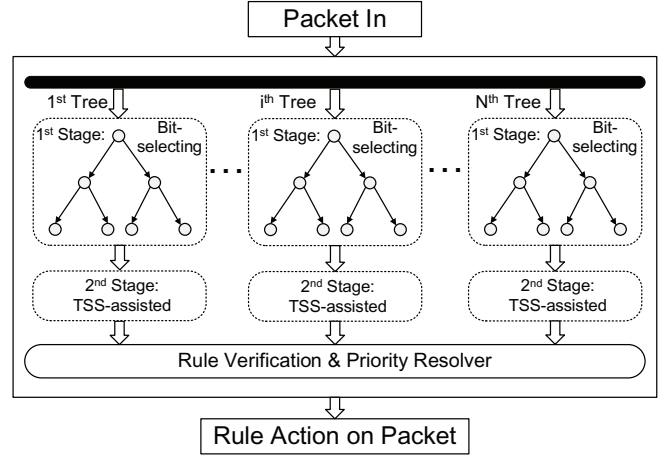 Packet In
1st Tree
ith Tree
Nth Tree
1st Stage: Bit-
selecting
1st Stage: Bit-
selecting
1st Stage: Bit-
selecting
...
...
2nd Stage:
TSS-assisted
2nd Stage:
TSS-assisted
2nd Stage:
TSS-assisted
Rule Verification & Priority Resolver
Rule Action on Packet